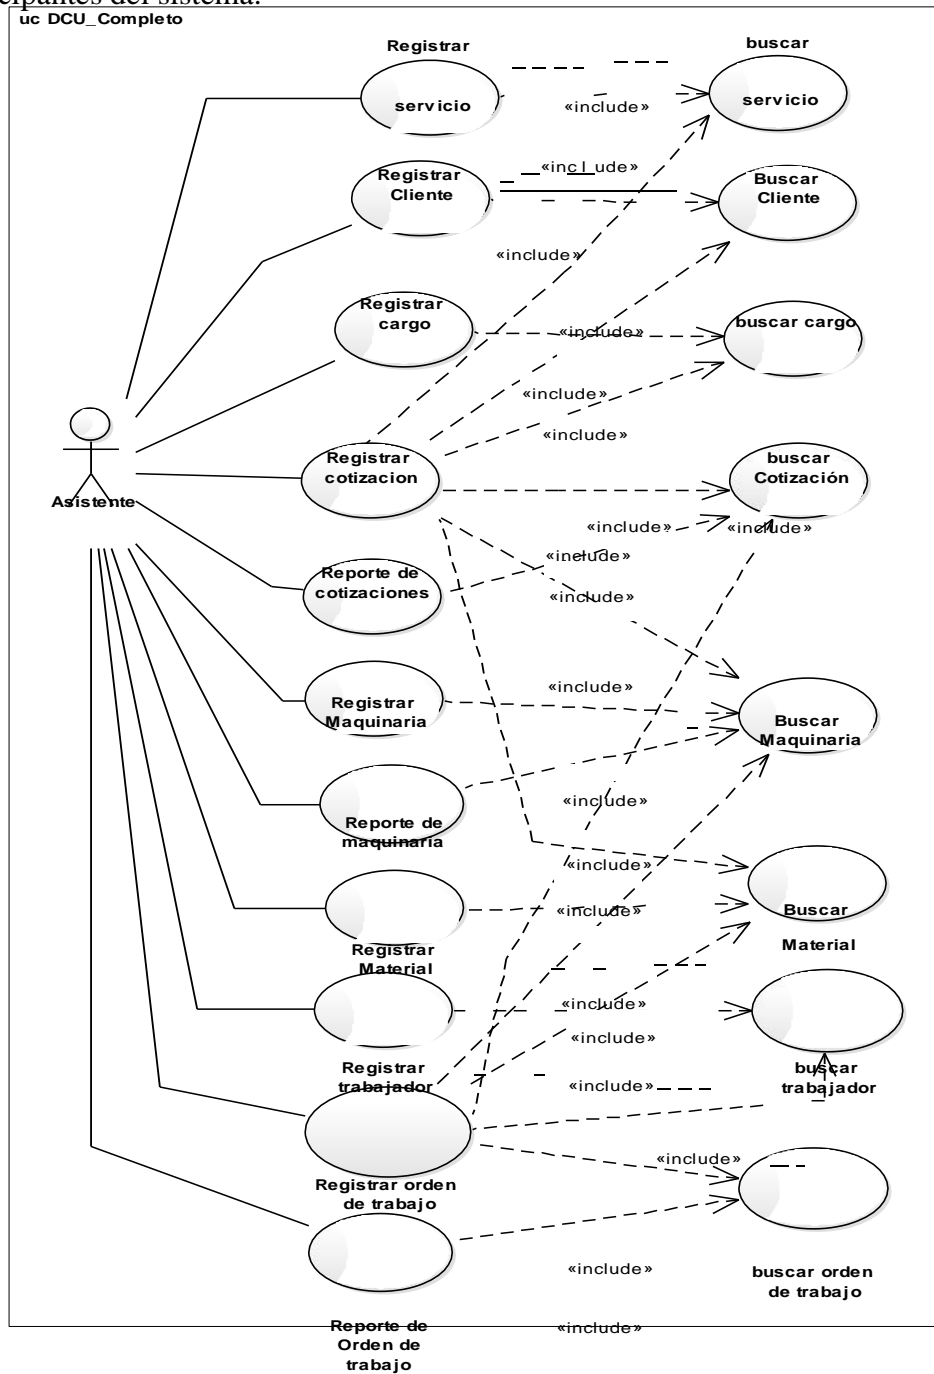 cipantes del sistema.
uc DCU_Completo
Registrar
servicio
buscar
servicio
«include»
Registrar
Cliente
«include»
Buscar
Cliente
«include»
Registrar
cargo
«include»
buscar cargo
«include»
«include»
Asistente
Registrar
cotizacion
buscar
Cotización
«include»
«include»
«include»
Reporte de
cotizaciones
«include»
Registrar
Maquinaria
«include»
Buscar
Maquinaria
Reporte de
maquinaria
«include»
«include»
Registrar
Material
«include»
Buscar
Material
«include»
«include»
Registrar
trabajador
buscar
trabajador
«include»
Registrar orden
de trabajo
«include»
buscar orden
de trabajo
«include»
Reporte de
Orden de
trabajo
«include»